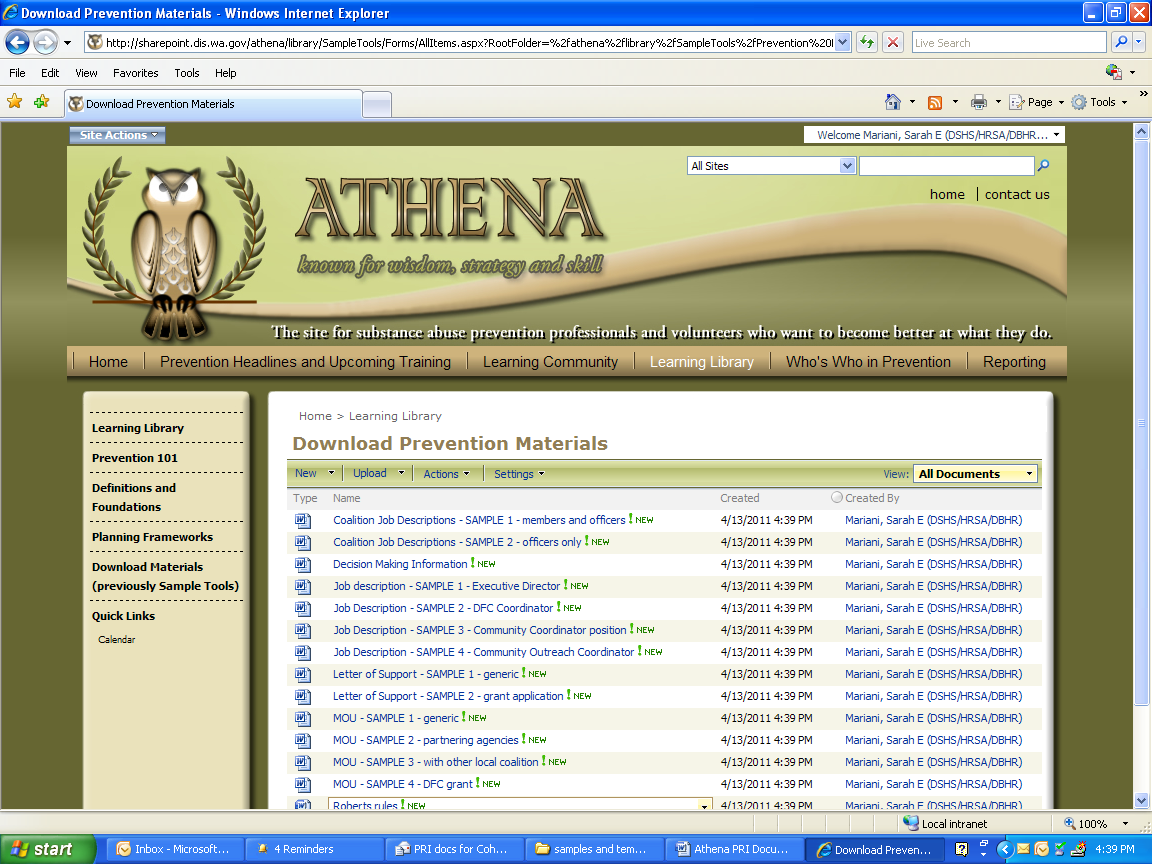 Download Prevention Materials - Windows Internet Explorer
http://sharepoint.dis.wa.gov/athena/library/SampleTools/Forms/AllItems.aspx?RootFolder=%2fathena%2flibrary%2fSampleTools%2fPrevention%20
Live Search
File Edit View Favorites Tools Help
Download Prevention Materials
Page Tools
Site Actions
Welcome Mariani, Sarah E (DSHS/HRSA/DBHR...
All Sites
home | contact us
ATHENA
known for wisdom, strategy and skill
The site for substance abuse prevention professionals and volunteers who want to become better at what they do.
Home Prevention Headlines and Upcoming Training Learning Community Learning Library Who's Who in Prevention Reporting
Learning Library
Prevention 101
Definitions and
Foundations
Planning Frameworks
Download Materials
(previously Sample Tools)
Quick Links
Calendar
Home > Learning Library
Download Prevention Materials
New Upload Actions Settings View: All Documents
Type Name Created Created By
Coalition Job Descriptions - SAMPLE 1 - members and officers ! NEW 4/13/2011 4:39 PM Mariani, Sarah E (DSHS/HRSA/DBHR)
Coalition Job Descriptions - SAMPLE 2 - officers only ! NEW 4/13/2011 4:39 PM Mariani, Sarah E (DSHS/HRSA/DBHR)
Decision Making Information ! NEW 4/13/2011 4:39 PM Mariani, Sarah E (DSHS/HRSA/DBHR)
Job description - SAMPLE 1 - Executive Director ! NEW 4/13/2011 4:39 PM Mariani, Sarah E (DSHS/HRSA/DBHR)
Job Description - SAMPLE 2 - DFC Coordinator ! NEW 4/13/2011 4:39 PM Mariani, Sarah E (DSHS/HRSA/DBHR)
Job Description - SAMPLE 3 - Community Coordinator position ! NEW 4/13/2011 4:39 PM Mariani, Sarah E (DSHS/HRSA/DBHR)
Job Description - SAMPLE 4 - Community Outreach Coordinator ! NEW 4/13/2011 4:39 PM Mariani, Sarah E (DSHS/HRSA/DBHR)
Letter of Support - SAMPLE 1 - generic ! NEW 4/13/2011 4:39 PM Mariani, Sarah E (DSHS/HRSA/DBHR)
Letter of Support - SAMPLE 2 - grant application ! NEW 4/13/2011 4:39 PM Mariani, Sarah E (DSHS/HRSA/DBHR)
MOU - SAMPLE 1 - generic ! NEW 4/13/2011 4:39 PM Mariani, Sarah E (DSHS/HRSA/DBHR)
MOU - SAMPLE 2 - partnering agencies ! NEW 4/13/2011 4:39 PM Mariani, Sarah E (DSHS/HRSA/DBHR)
MOU - SAMPLE 3 - with other local coalition ! NEW 4/13/2011 4:39 PM Mariani, Sarah E (DSHS/HRSA/DBHR)
MOU - SAMPLE 4 - DFC grant ! NEW 4/13/2011 4:39 PM Mariani, Sarah E (DSHS/HRSA/DBHR)
Roberts rules ! NEW 4/13/2011 4:39 PM Mariani, Sarah E (DSHS/HRSA/DBHR)
Local intranet 100%
start Inbox - Microsoft... 4 Reminders PRI docs for Coh... samples and tem... Athena PRI Docu... Download Preven... 4:39 PM